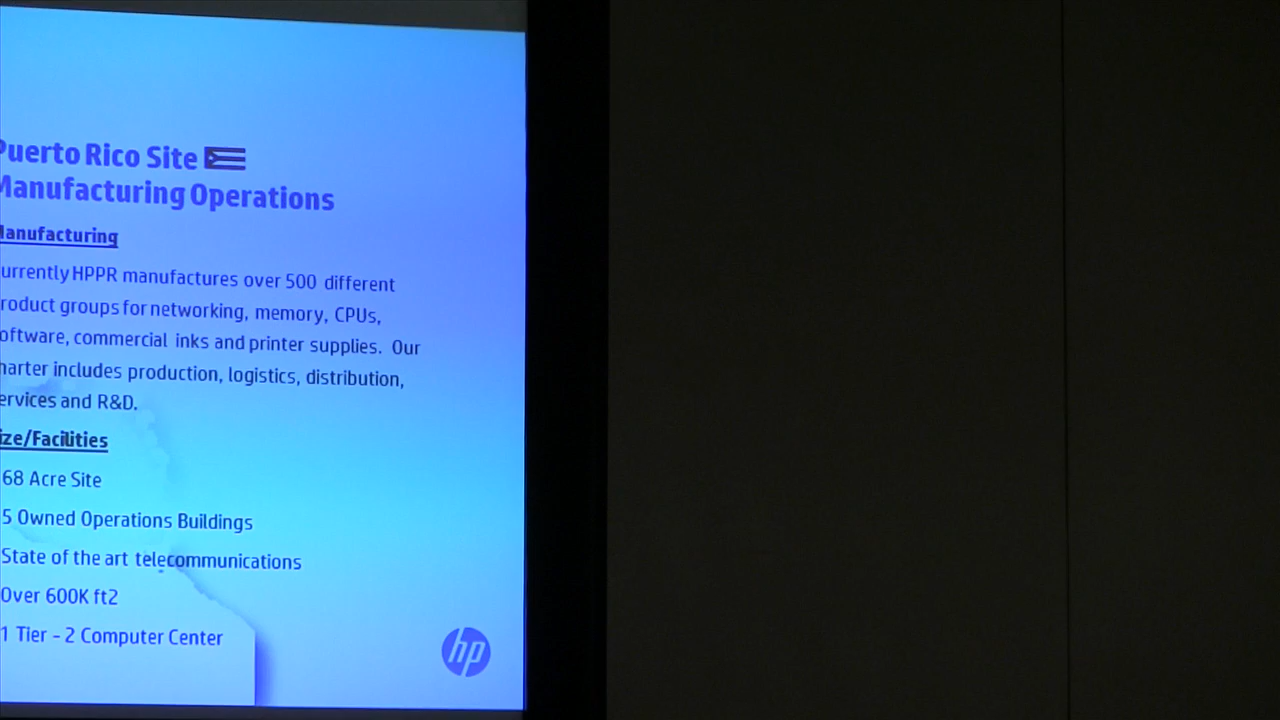 Puerto Rico Site
Manufacturing Operations
Manufacturing
urrently HPPR manufactures over 500 different
roduct groups for networking, memory, CPUs,
oftware, commercial inks and printer supplies. Our
harter includes production, logistics, distribution,
ervices and R&D.
ize/Facilities
68 Acre Site
5 Owned Operations Buildings
State of the art telecommunications
Over 600K ft2
1 Tier – 2 Computer Center
hp